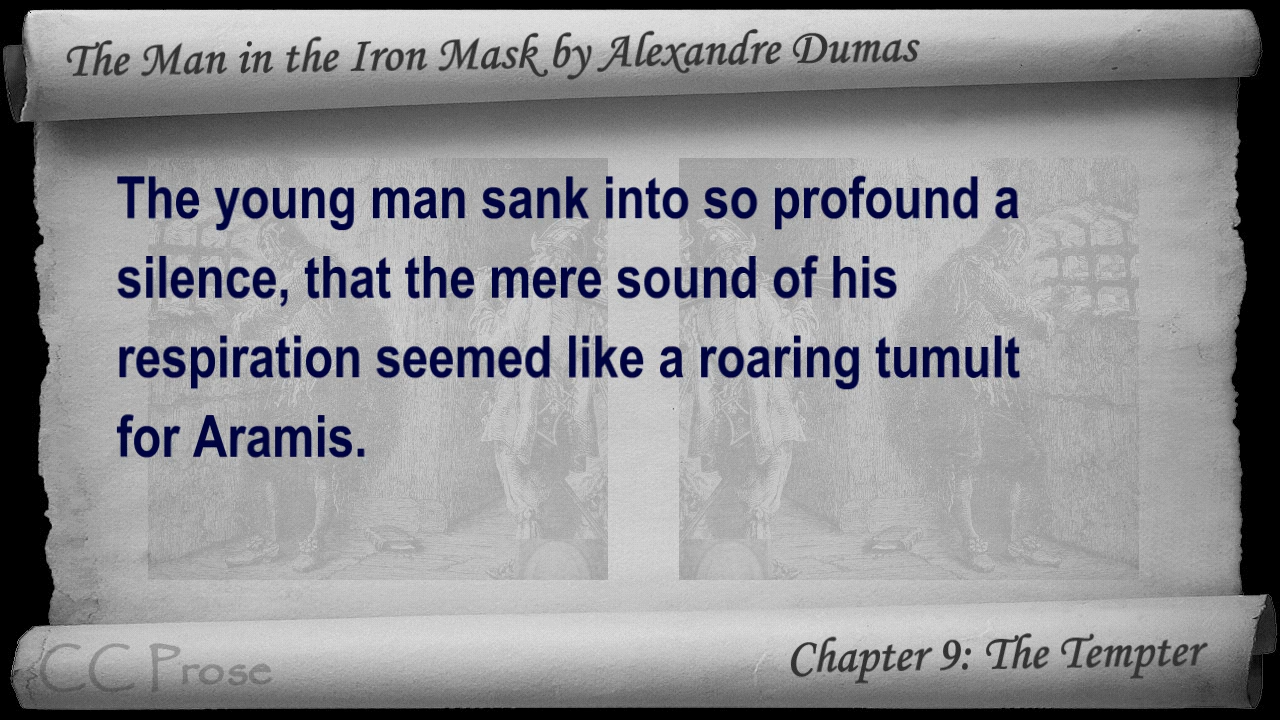 The Man in the Iron Mask by Alexandre Dumas
The young man sank into so profound a
silence, that the mere sound of his
respiration seemed like a roaring tumult
for Aramis.
CC Prose
Chapter 9: The Tempter